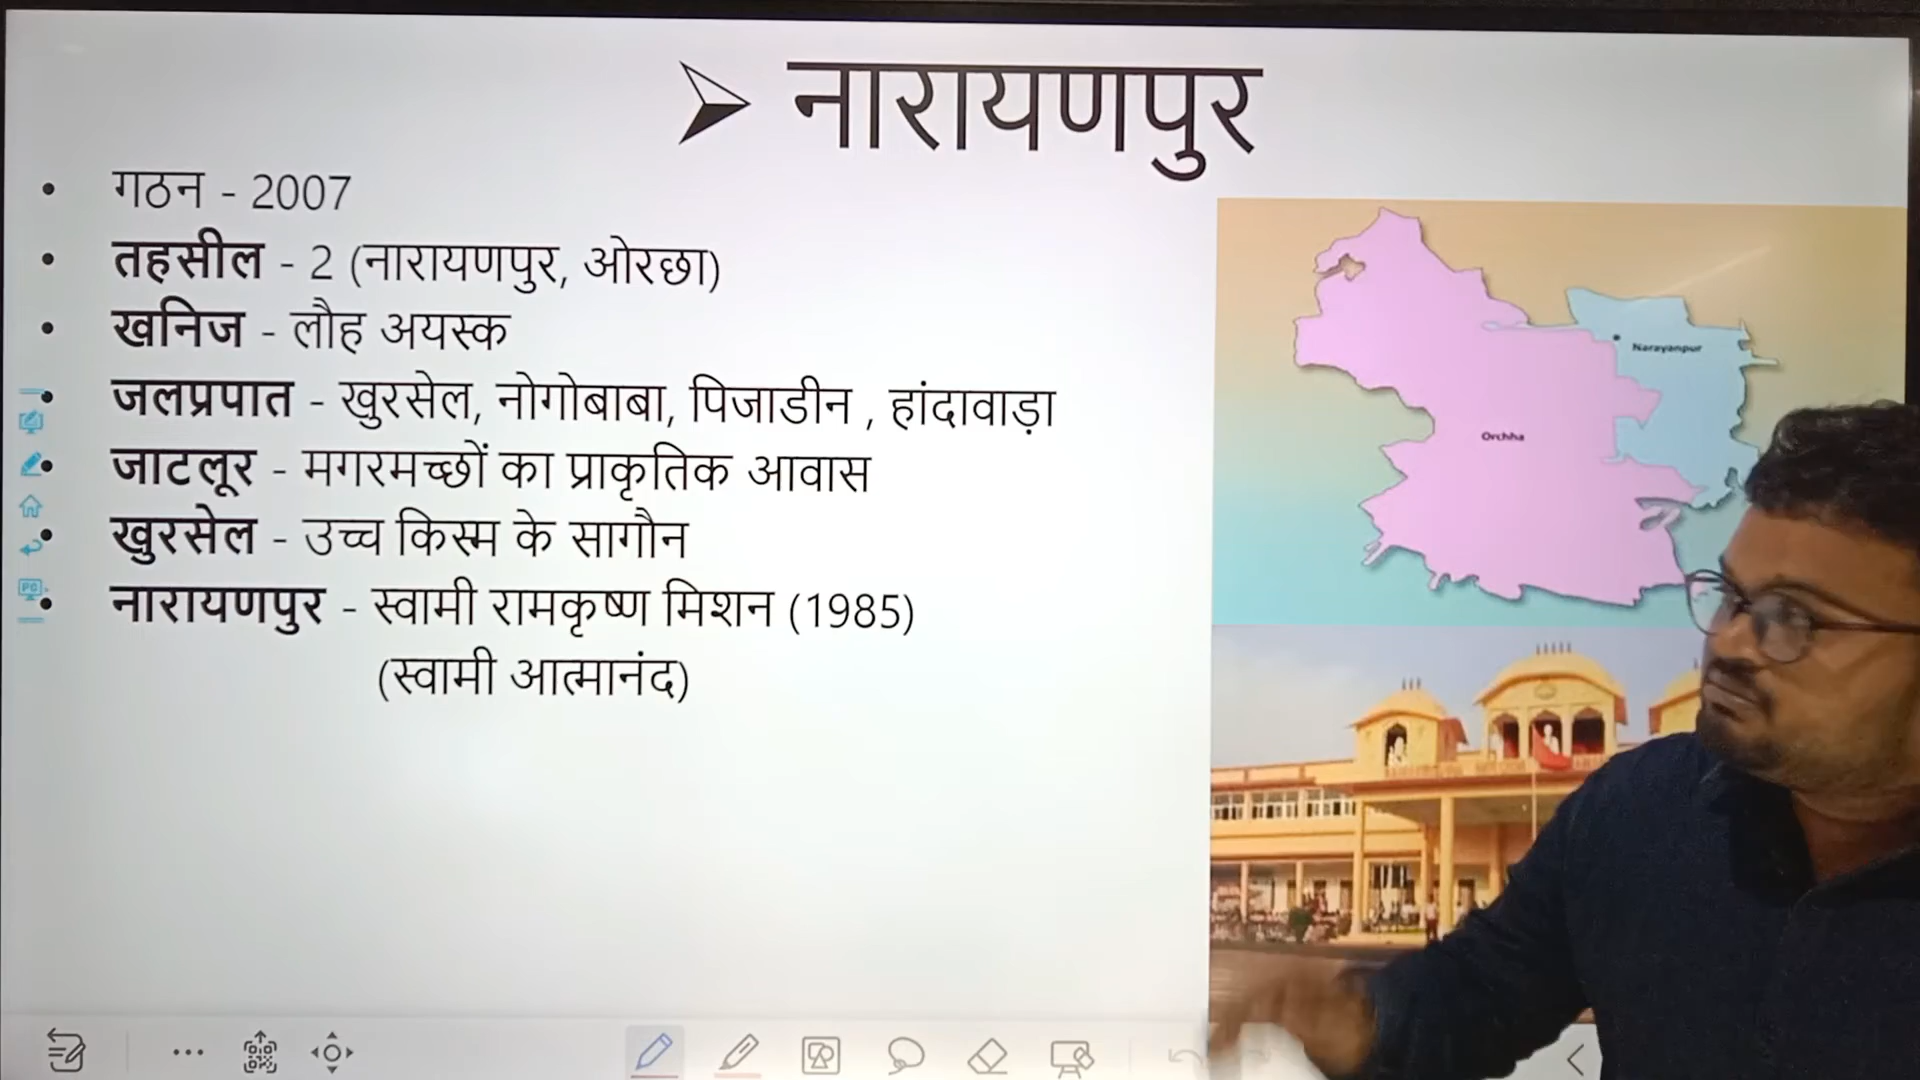 ➢ नारायणपुर
• गठन - 2007
• तहसील - 2 (नारायणपुर, ओरछा)
• खनिज - लौह अयस्क
• जलप्रपात - खुरसेल, नोगोबाबा, पिजाडीन , हांदावाड़ा
• जाटलूर - मगरमच्छों का प्राकृतिक आवास
• खुरसेल - उच्च किस्म के सागौन
• नारायणपुर - स्वामी रामकृष्ण मिशन (1985)
(स्वामी आत्मानंद)
Narayanpur
Orchha
PC